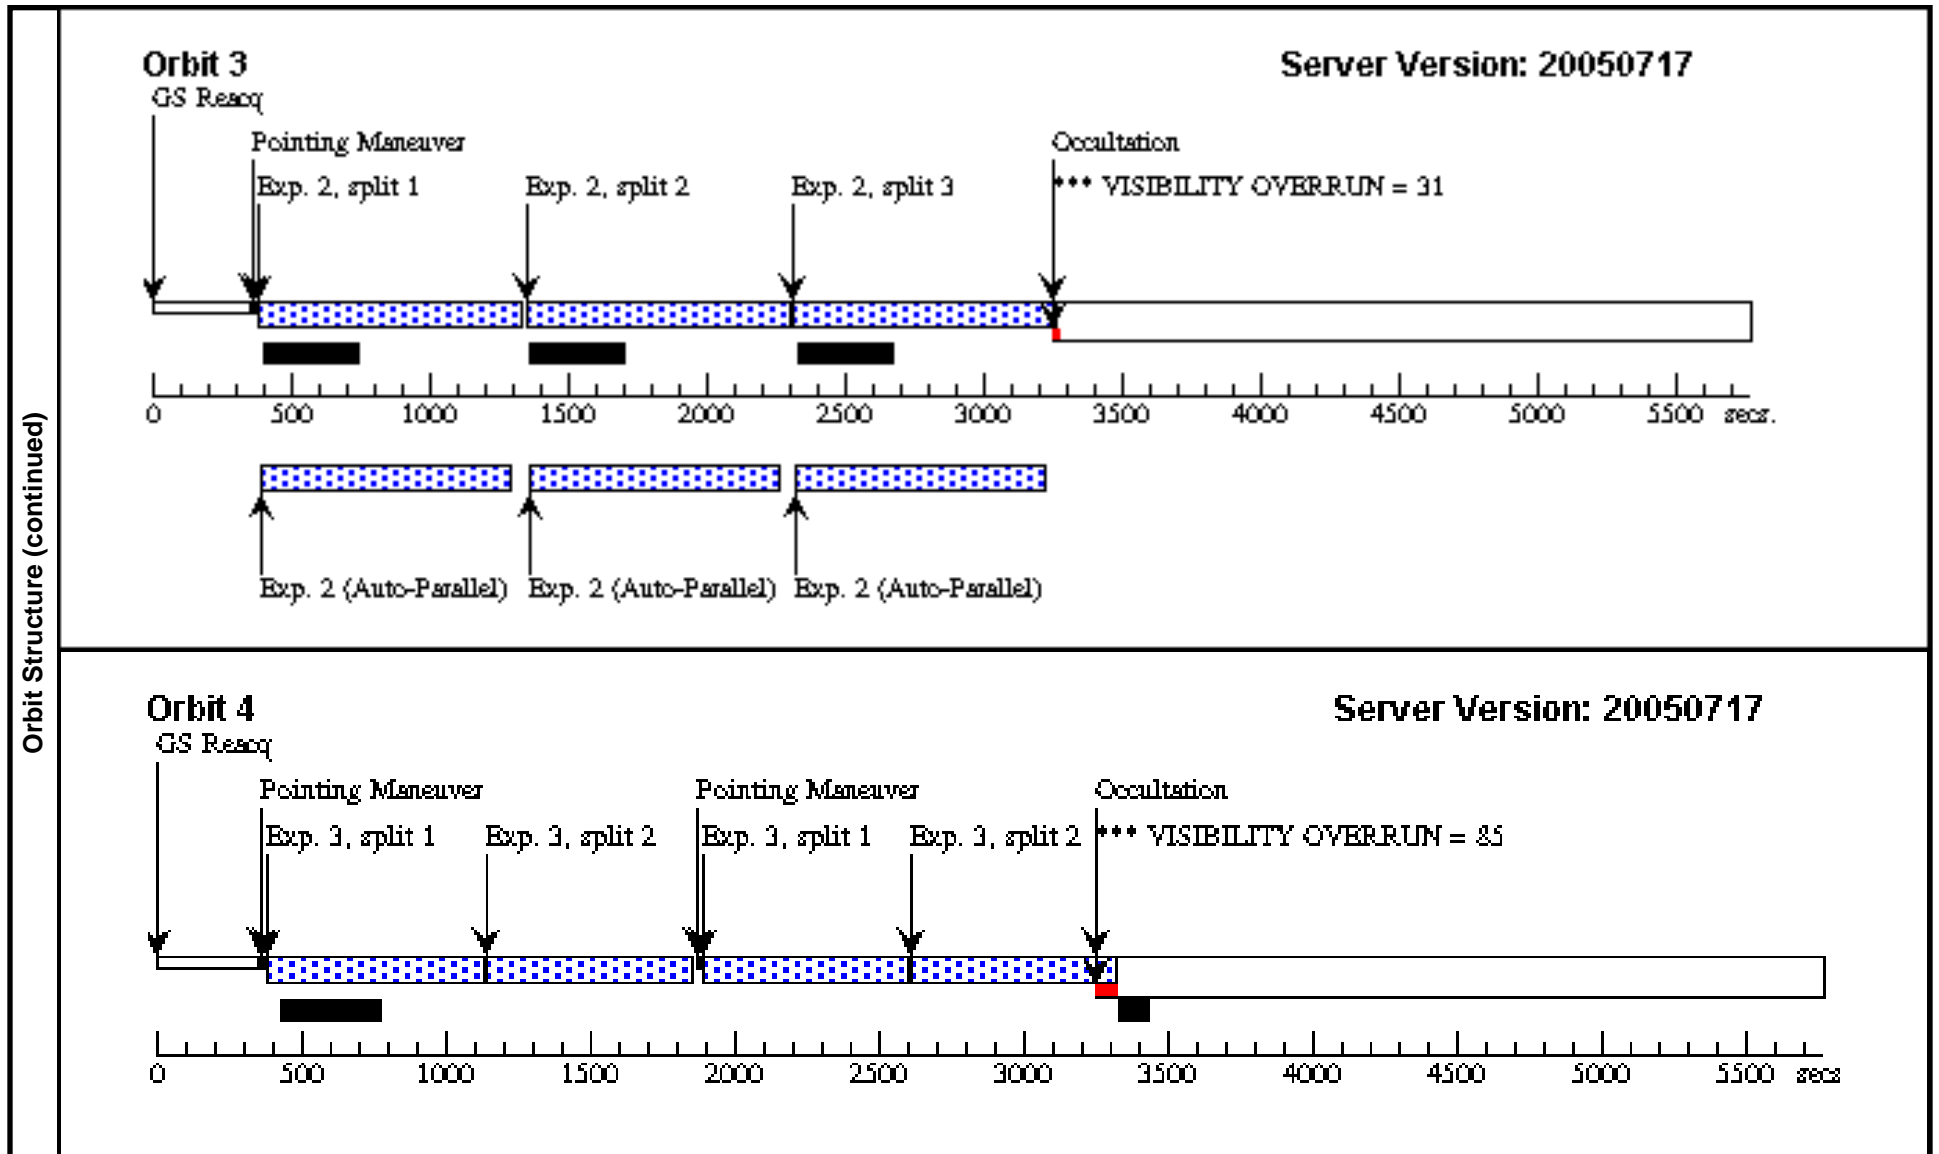 Orbit Structure (continued)
Orbit 3 Server Version: 20050717
GS Reacq
Pointing Maneuver Occultation
Exp. 2, split 1 Exp. 2, split 2 Exp. 2, split 3 *** VISIBILITY OVERRUN = 31
0 500 1000 1500 2000 2500 3000 3500 4000 4500 5000 5500 secs.
Exp. 2 (Auto-Parallel) Exp. 2 (Auto-Parallel) Exp. 2 (Auto-Parallel)
Orbit 4 Server Version: 20050717
GS Reacq
Pointing Maneuver Pointing Maneuver Occultation
Exp. 3, split 1 Exp. 3, split 2 Exp. 3, split 1 Exp. 3, split 2 *** VISIBILITY OVERRUN = 85
0 500 1000 1500 2000 2500 3000 3500 4000 4500 5000 5500 secs